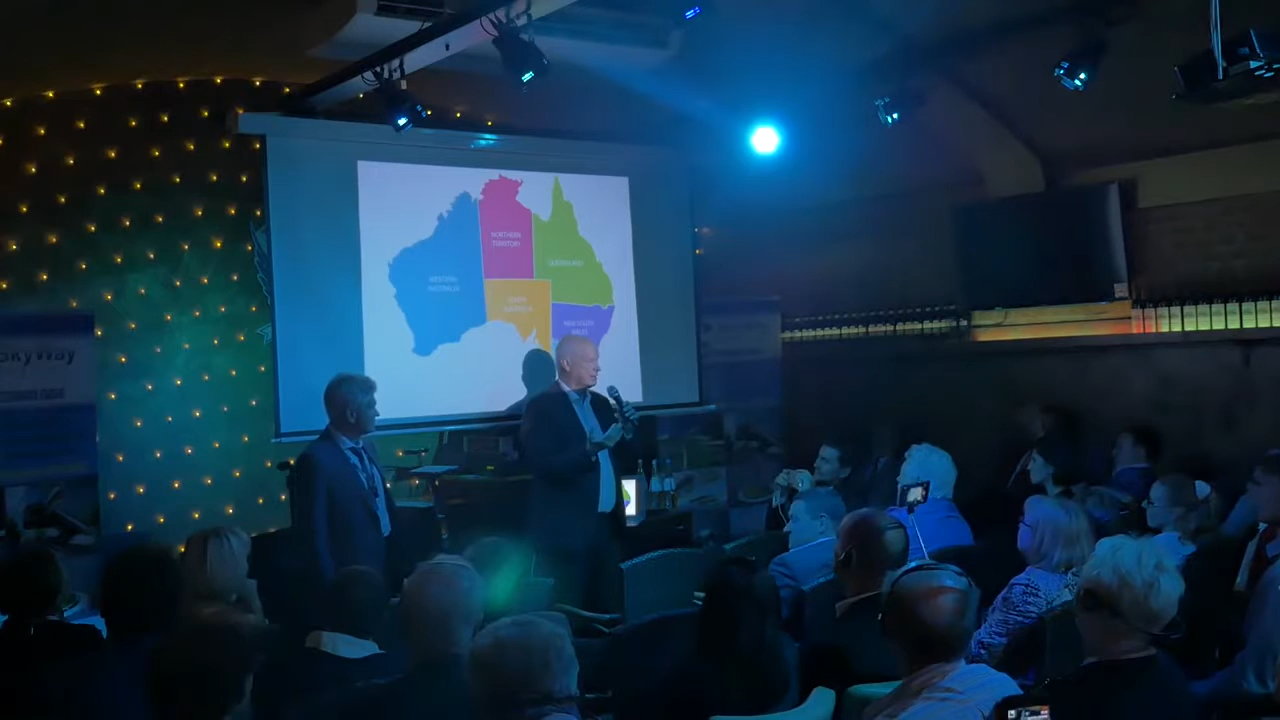 NORTHERN
TERRITORY
QUEENSLAND
WESTERN
AUSTRALIA
SOUTH
AUSTRALIA
NEW SOUTH
WALES
SkyWay